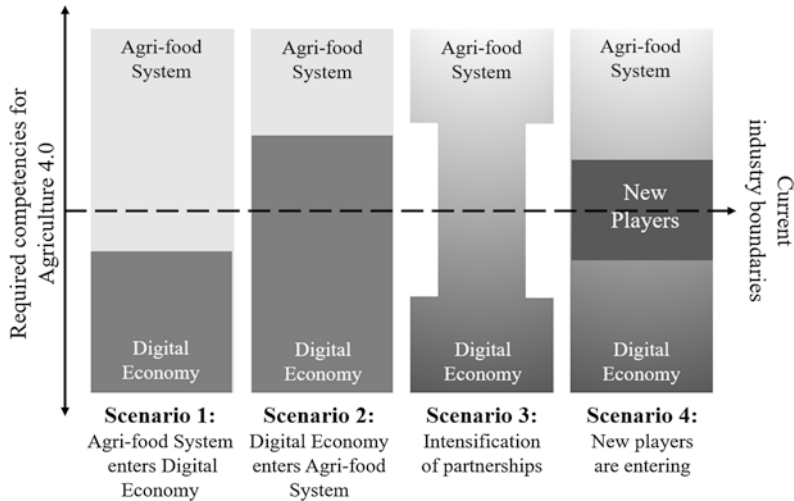 Required competencies for
Agriculture 4.0
Agri-food
System
Digital
Economy
Agri-food
System
Digital
Economy
Agri-food
System
Digital
Economy
Agri-food
System
New
Players
Digital
Economy
Current
industry boundaries
Scenario 1:
Agri-food System
enters Digital
Economy
Scenario 2:
Digital Economy
enters Agri-food
System
Scenario 3:
Intensification
of partnerships
Scenario 4:
New players
are entering